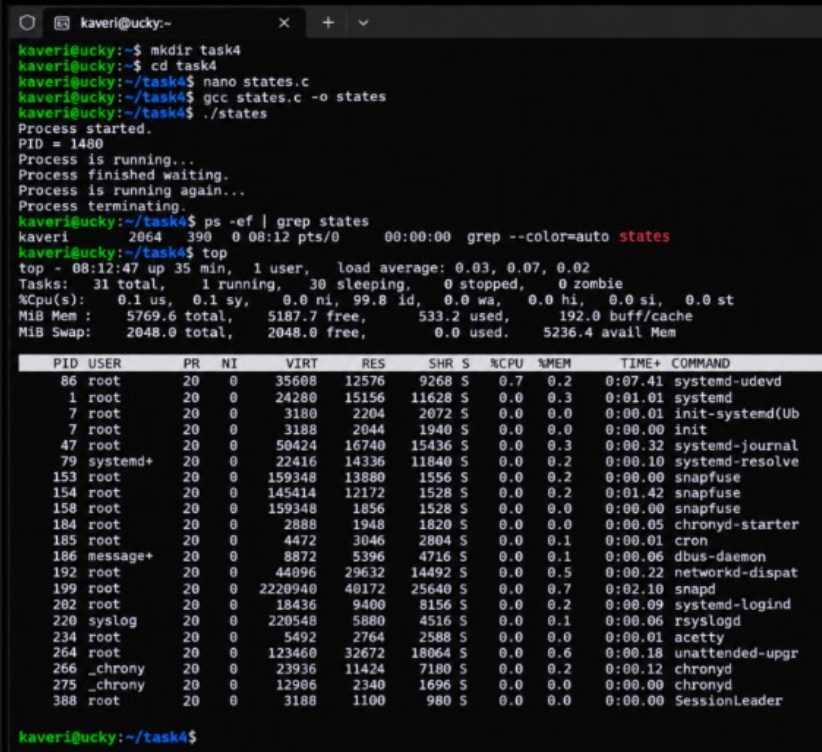 kaveri@ucky:~
kaveri@ucky:~$ mkdir task4
kaveri@ucky:~$ cd task4
kaveri@ucky:~/task4$ nano states.c
kaveri@ucky:~/task4$ gcc states.c -o states
kaveri@ucky:~/task4$ ./states
Process started.
PID = 1480
Process is running...
Process finished waiting.
Process is running again...
Process terminating.
kaveri@ucky:~/task4$ ps -ef | grep states
kaveri 2064 390 0 08:12 pts/0 00:00:00 grep --color=auto states
kaveri@ucky:~/task4$ top
top - 08:12:47 up 35 min, 1 user, load average: 0.03, 0.07, 0.02
Tasks: 31 total, 1 running, 30 sleeping, 0 stopped, 0 zombie
%Cpu(s): 0.1 us, 0.1 sy, 0.0 ni, 99.8 id, 0.0 wa, 0.0 hi, 0.0 si, 0.0 st
MiB Mem : 5769.6 total, 5187.7 free, 533.2 used, 192.0 buff/cache
MiB Swap: 2048.0 total, 2048.0 free, 0.0 used. 5236.4 avail Mem
PID USER PR NI VIRT RES SHR S %CPU %MEM TIME+ COMMAND
86 root 20 0 35608 12576 9268 S 0.7 0.2 0:07.41 systemd-udevd
1 root 20 0 24280 15156 11628 S 0.0 0.3 0:01.01 systemd
7 root 20 0 3180 2204 2072 S 0.0 0.0 0:00.01 init-systemd(Ub
7 root 20 0 3188 2044 1940 S 0.0 0.0 0:00.00 init
47 root 20 0 50424 16740 15436 S 0.0 0.3 0:00.32 systemd-journal
79 systemd+ 20 0 22416 14336 11840 S 0.0 0.2 0:00.10 systemd-resolve
153 root 20 0 159348 13880 1556 S 0.0 0.2 0:00.00 snapfuse
154 root 20 0 145414 12172 1528 S 0.0 0.2 0:01.42 snapfuse
158 root 20 0 159348 1856 1528 S 0.0 0.0 0:00.00 snapfuse
184 root 20 0 2888 1948 1820 S 0.0 0.0 0:00.05 chronyd-starter
185 root 20 0 4472 3046 2804 S 0.0 0.1 0:00.01 cron
186 message+ 20 0 8872 5396 4716 S 0.0 0.1 0:00.06 dbus-daemon
192 root 20 0 44096 29632 14492 S 0.0 0.5 0:00.22 networkd-dispat
199 root 20 0 2220940 40172 25640 S 0.0 0.7 0:02.10 snapd
202 root 20 0 18436 9400 8156 S 0.0 0.2 0:00.09 systemd-logind
220 syslog 20 0 220548 5880 4516 S 0.0 0.1 0:00.06 rsyslogd
234 root 20 0 5492 2764 2588 S 0.0 0.0 0:00.01 acetty
264 root 20 0 123460 32672 18064 S 0.0 0.6 0:00.18 unattended-upgr
266 _chrony 20 0 23936 11424 7180 S 0.0 0.2 0:00.12 chronyd
275 _chrony 20 0 12906 2340 1696 S 0.0 0.0 0:00.00 chronyd
388 root 20 0 3188 1100 980 S 0.0 0.0 0:00.00 SessionLeader
kaveri@ucky:~/task4$